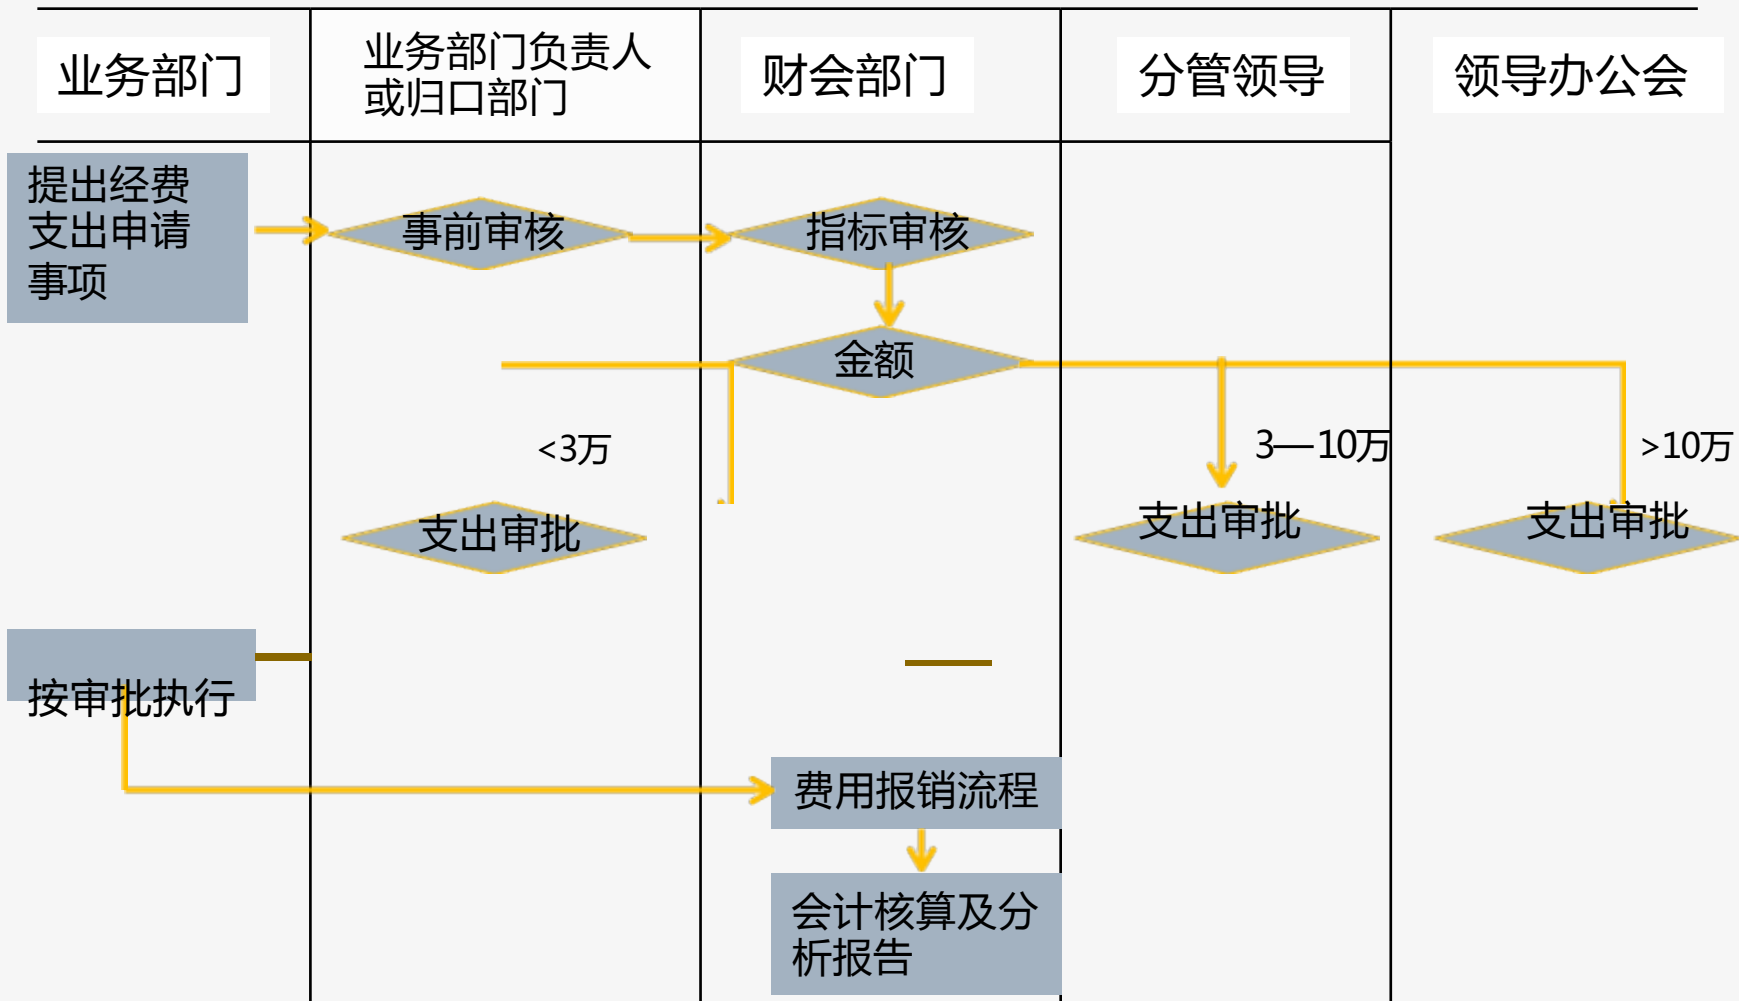 业务部门
业务部门负责人
或归口部门
财会部门
分管领导
领导办公会
提出经费
支出申请
事项
事前审核
指标审核
金额
<3万
3—10万
>10万
支出审批
支出审批
支出审批
按审批执行
费用报销流程
会计核算及分
析报告